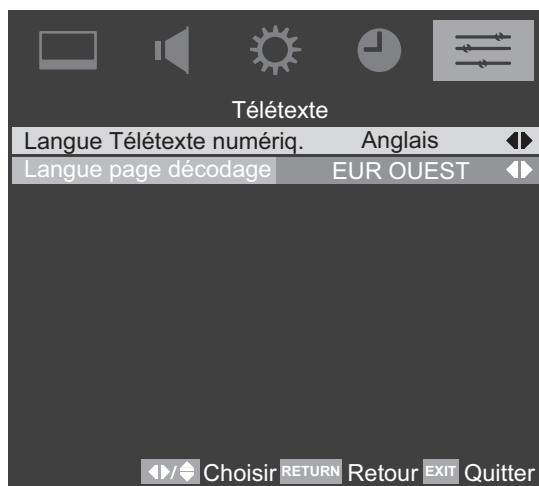 Télétexte
Langue Télétexte numériq. Anglais
Langue page décodage EUR OUEST
/ Choisir RETURN Retour EXIT Quitter